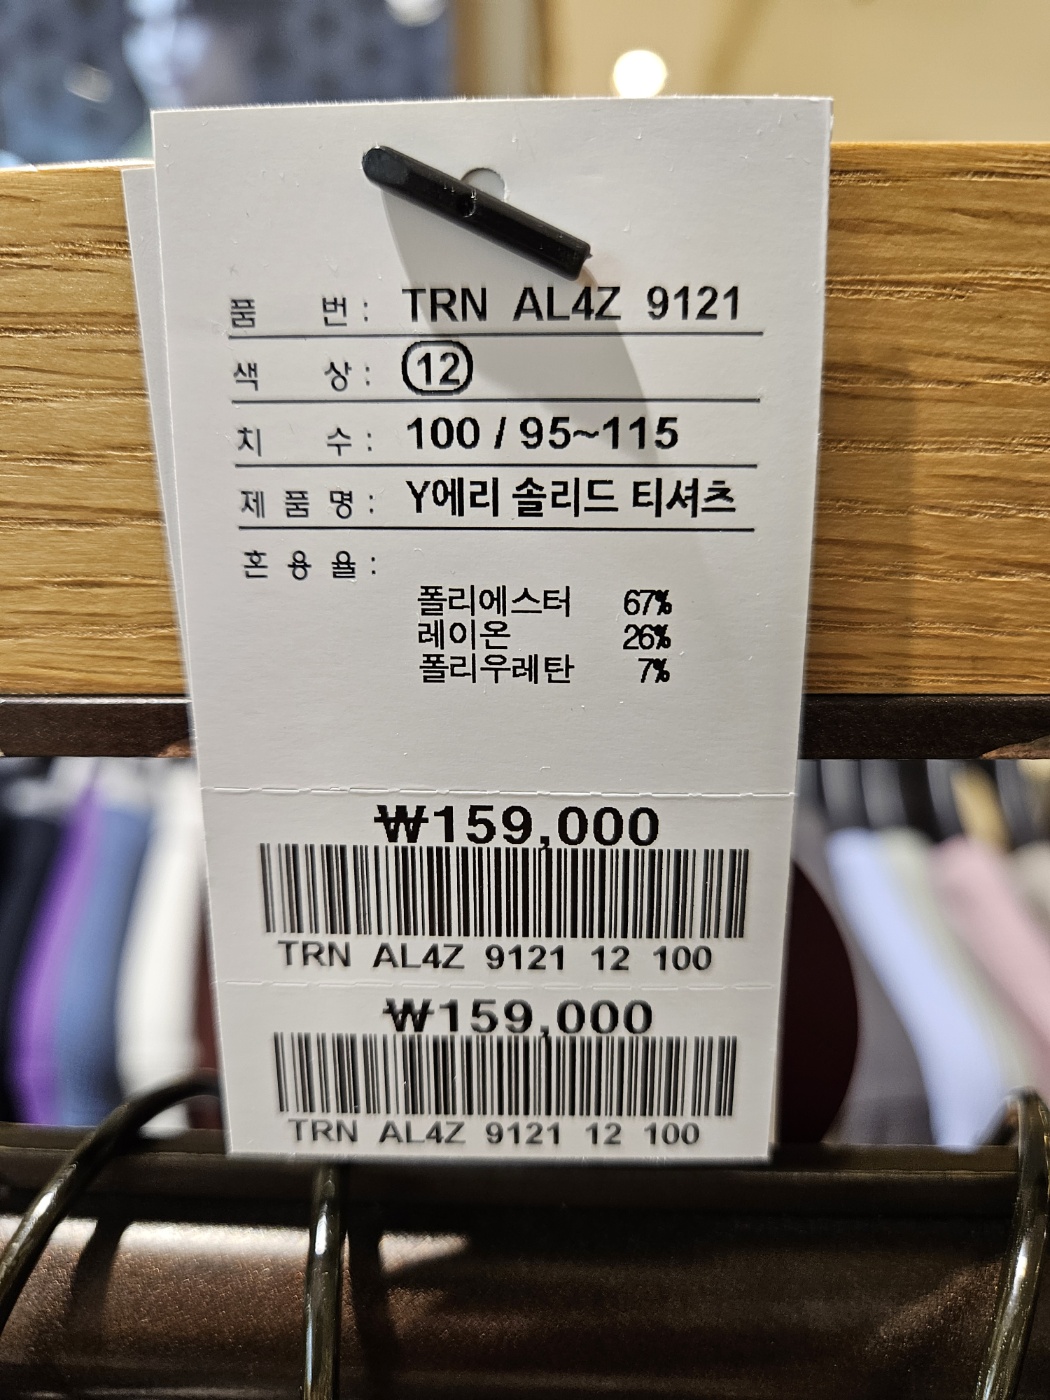 품 번 : TRN AL4Z 9121
색 상 : 12
치 수 : 100 / 95~115
제 품 명 : Y에리 솔리드 티셔츠
혼 용 율 :
폴리에스터 67%
레이온 26%
폴리우레탄 7%
₩159,000
TRN AL4Z 9121 12 100
₩159,000
TRN AL4Z 9121 12 100